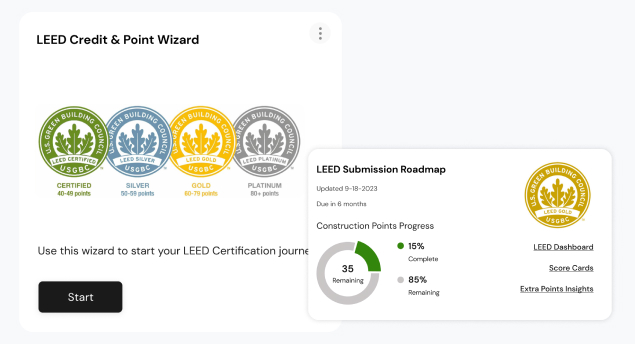 LEED Credit & Point Wizard
U.S. GREEN BUILDING COUNCIL
LEED CERTIFIED
USGBC
CERTIFIED
40-49 points
U.S. GREEN BUILDING COUNCIL
LEED SILVER
USGBC
SILVER
50-59 points
U.S. GREEN BUILDING COUNCIL
LEED GOLD
USGBC
GOLD
60-79 points
U.S. GREEN BUILDING COUNCIL
LEED PLATINUM
USGBC
PLATINUM
80+ points
Use this wizard to start your LEED Certification journe
Start
LEED Submission Roadmap
Updated 9-18-2023
Due in 6 months
Construction Points Progress
35
Remaining
15%
Complete
85%
Remaining
U.S. GREEN BUILDING COUNCIL
LEED GOLD
USGBC
LEED Dashboard
Score Cards
Extra Points Insights